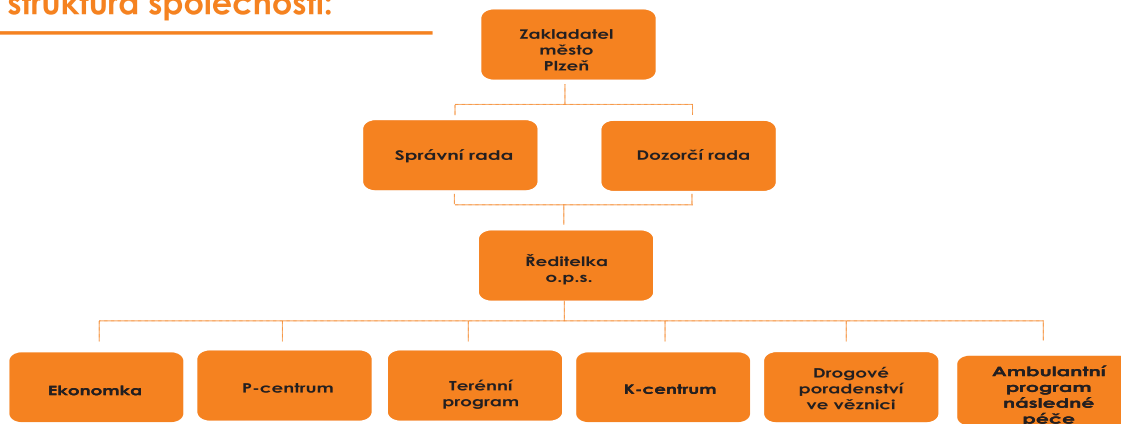 struktura společnosti:
Zakladatel
město
Plzeň
Správní rada
Dozorčí rada
Ředitelka
o.p.s.
Ekonomka
P-centrum
Terénní
program
K-centrum
Drogové
poradenství
ve věznici
Ambulantní
program
následné
péče